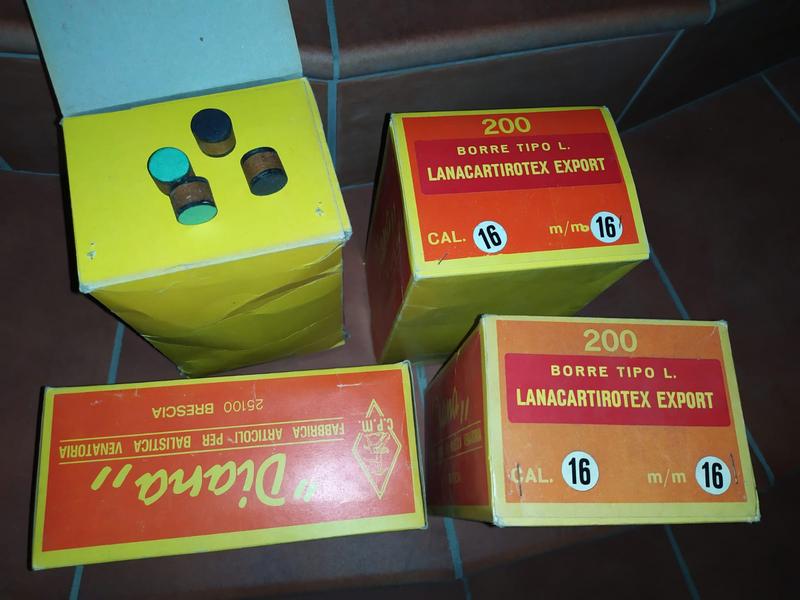 200
BORRE TIPO L.
LANACARTIROTEX EXPORT
CAL. 16 m/m 16
200
BORRE TIPO L.
LANACARTIROTEX EXPORT
CAL. 16 m/m 16
C.P.M.
"Diana„
FABBRICA ARTICOLI PER BALISTICA VENATORIA
25100 BRESCIA